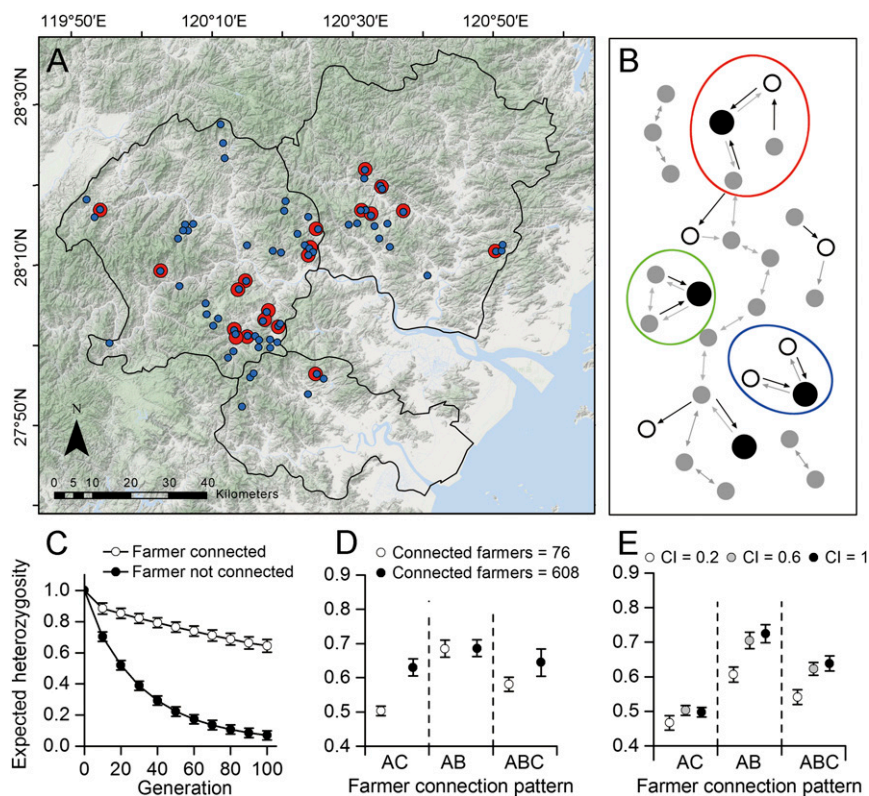 119°50'E 120°10'E 120°30'E 120°50'E
A
B
28°30'N
28°10'N
27°50'N
N
0 5 10 20 30 40 Kilometers
C
Farmer connected
Farmer not connected
Expected heterozygosity
1.0
0.8
0.6
0.4
0.2
0.0
0 20 40 60 80 100
Generation
D
Connected farmers = 76
Connected farmers = 608
0.9
0.8
0.7
0.6
0.5
0.4
AC AB ABC
Farmer connection pattern
E
CI = 0.2 CI = 0.6 CI = 1
0.9
0.8
0.7
0.6
0.5
0.4
AC AB ABC
Farmer connection pattern